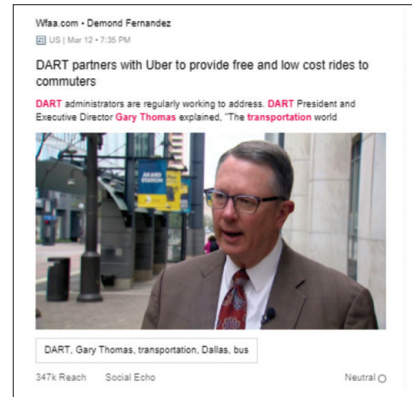 Wfaa.com • Demond Fernandez
US | Mar 12 • 7:35 PM
DART partners with Uber to provide free and low cost rides to
commuters
DART administrators are regularly working to address. DART President and
Executive Director Gary Thomas explained, "The transportation world
AKARD
STATION
DART, Gary Thomas, transportation, Dallas, bus
347k Reach Social Echo Neutral